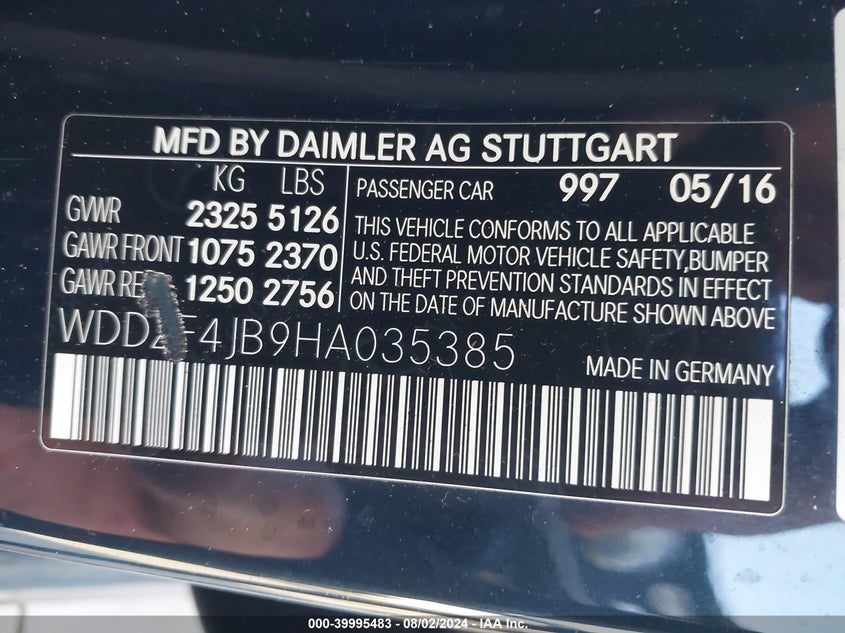 MFD BY DAIMLER AG STUTTGART
KG LBS
GVWR 2325 5126
GAWR FRONT 1075 2370
GAWR 1250 2756
PASSENGER CAR 997 05/16
THIS VEHICLE CONFORMS TO ALL APPLICABLE
U.S. FEDERAL MOTOR VEHICLE SAFETY,BUMPER
AND THEFT PREVENTION STANDARDS IN EFFECT
ON THE DATE OF MANUFACTURE SHOWN ABOVE
WDDZF4JB9HA035385
MADE IN GERMANY
000-39995483 - 08/02/2024 - IAA Inc.